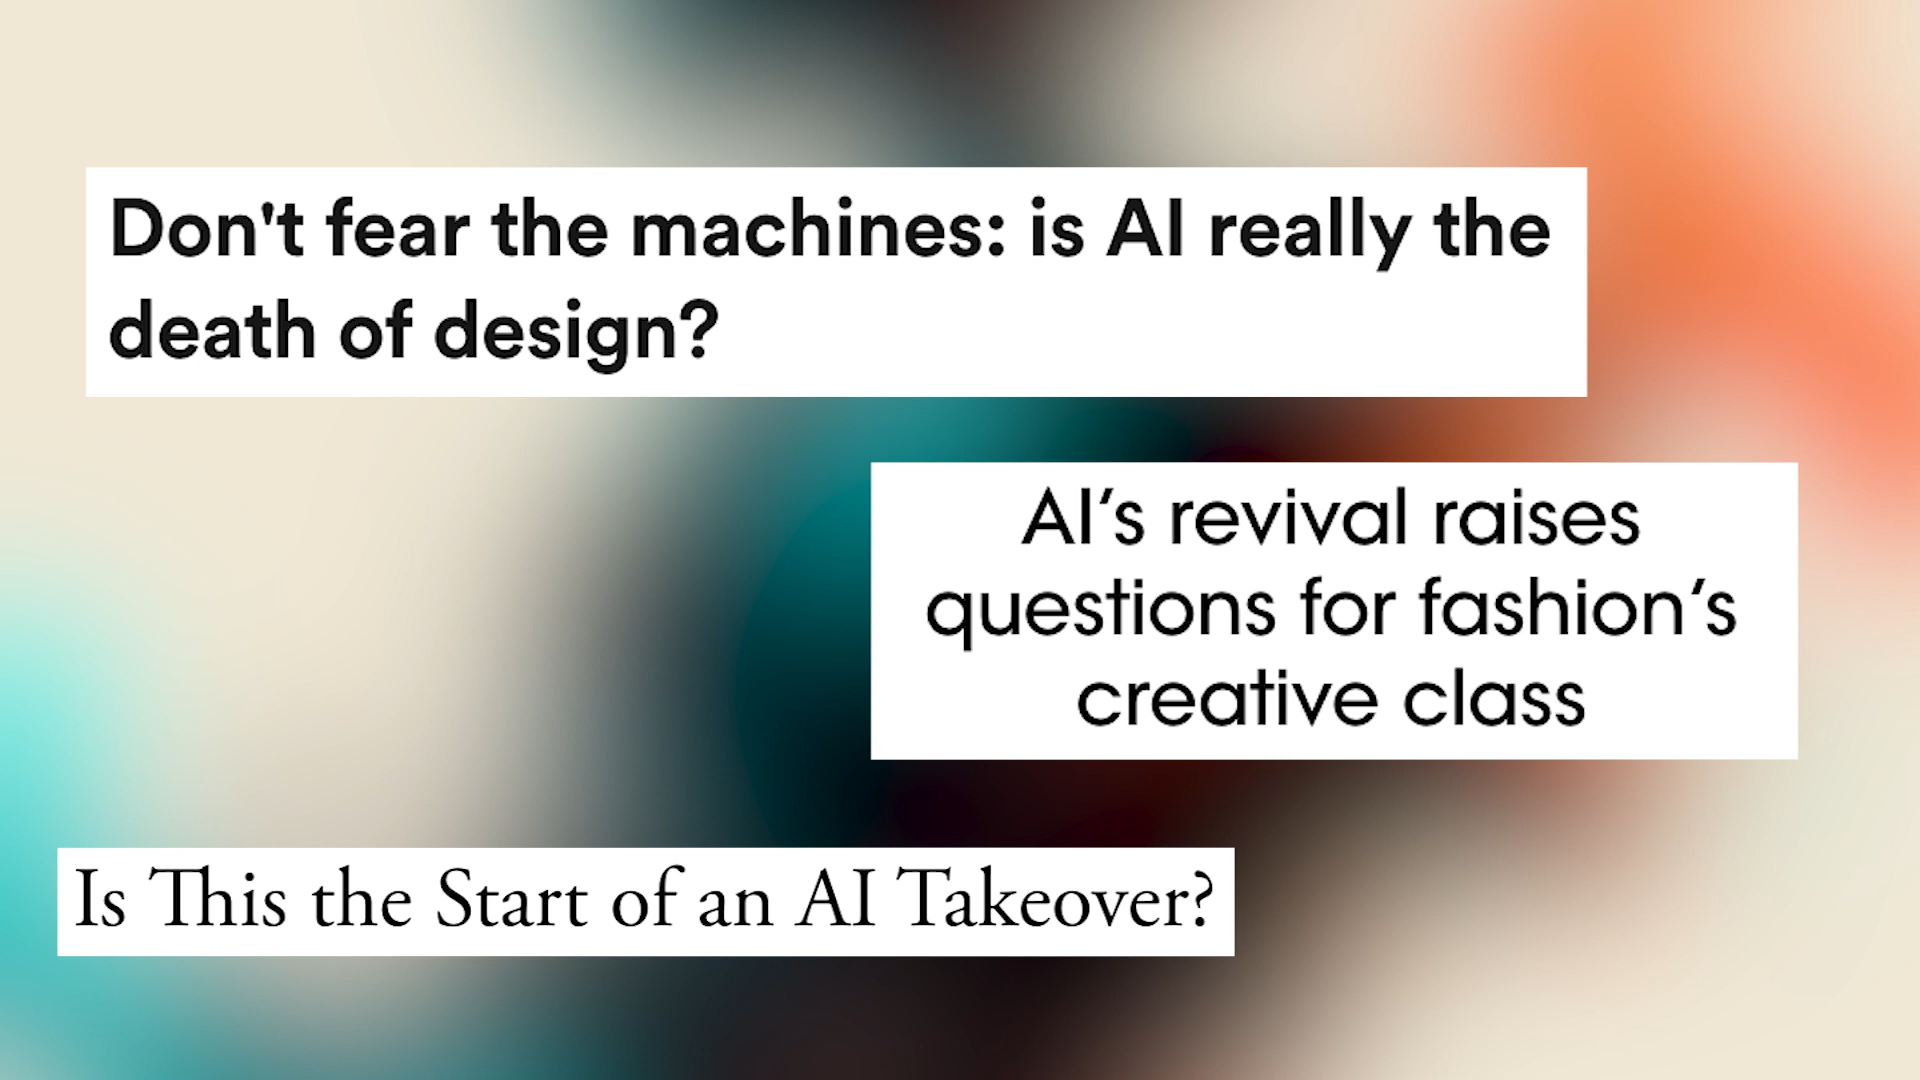 Don't fear the machines: is AI really the
death of design?
AI‘s revival raises
questions for fashion‘s
creative class
Is This the Start of an AI Takeover?